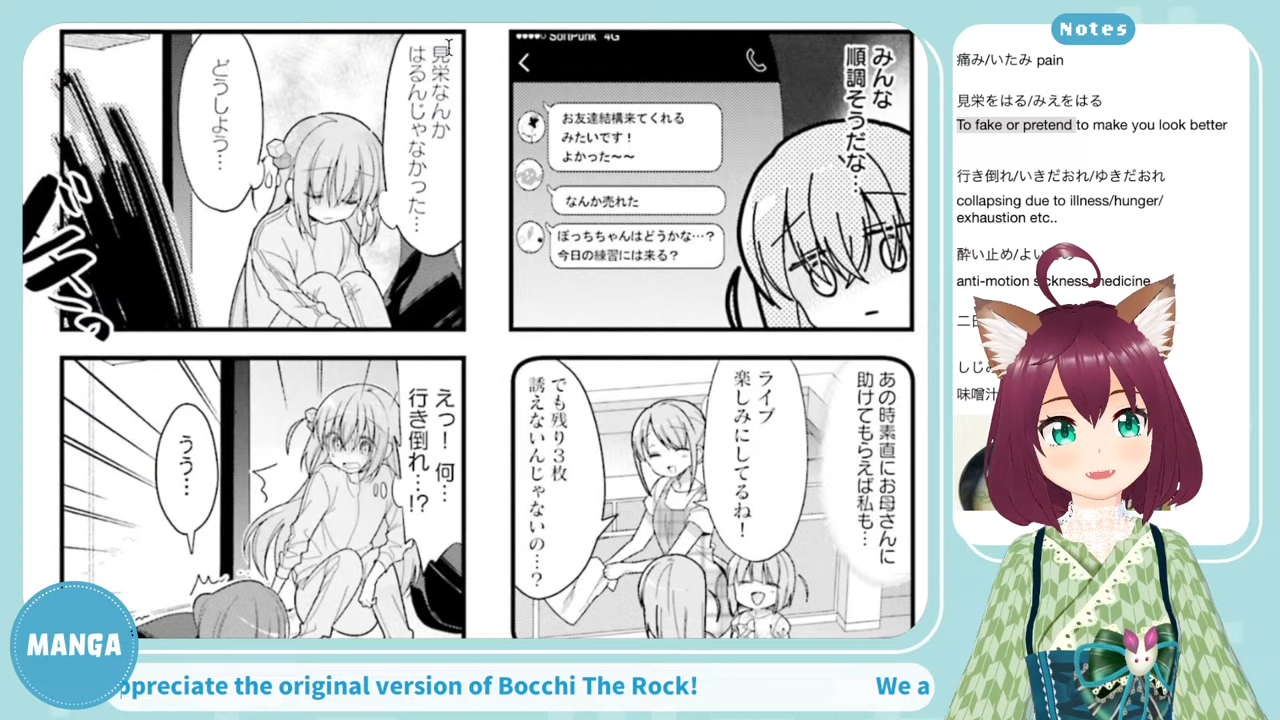 みんな
順調そうだな…
SoftPunk 4G
お友達結構来てくれる
みたいです！
よかった～～
なんか売れた
ぼっちちゃんはどうかな…？
今日の練習には来る？
あの時素直にお母さんに
助けてもらえば私も…
ライブ
楽しみにしてるね！
でも残り3枚
誘えないんじゃないの…？
見栄なんか
はるんじゃなかった…
どうしよう…
えっ！何…
行き倒れ…!?
うう…
Notes
痛み/いたみ pain
見栄をはる/みえをはる
To fake or pretend to make you look better
行き倒れ/いきだおれ/ゆきだおれ
collapsing due to illness/hunger/
exhaustion etc..
酔い止め/よい
anti-motion sickness medicine
二日
しじみ
味噌汁
MANGA
ppreciate the original version of Bocchi The Rock!
We a